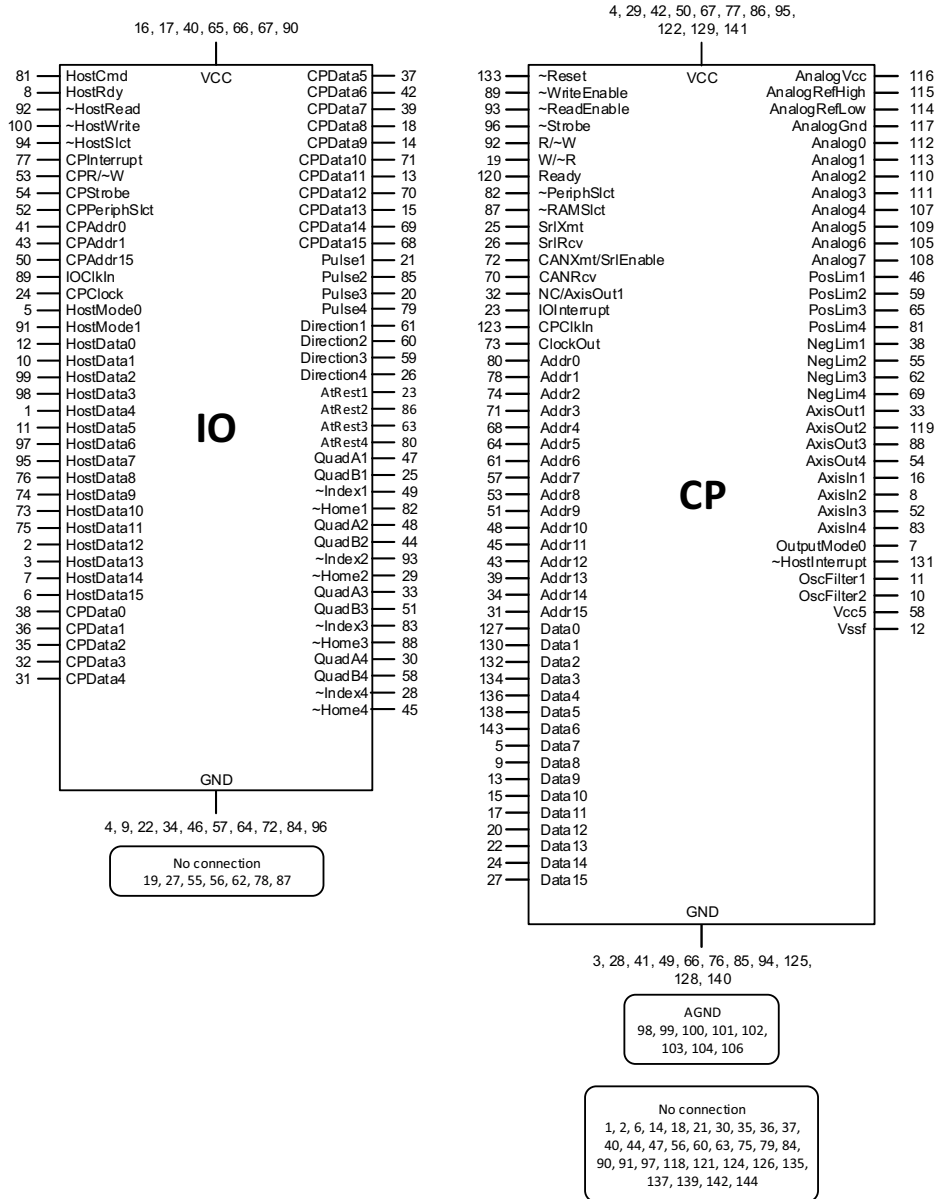 16, 17, 40, 65, 66, 67, 90
VCC
81 HostCmd
8 HostRdy
92 ~HostRead
100 ~HostWrite
94 ~HostSlct
77 CPInterrupt
53 CPR/~W
54 CPStrobe
52 CPPeriphSlct
41 CPAddr0
43 CPAddr1
50 CPAddr15
89 IOClkIn
24 CPClock
5 HostMode0
91 HostMode1
12 HostData0
10 HostData1
99 HostData2
98 HostData3
1 HostData4
11 HostData5
97 HostData6
95 HostData7
76 HostData8
74 HostData9
73 HostData10
75 HostData11
2 HostData12
3 HostData13
7 HostData14
6 HostData15
38 CPData0
36 CPData1
35 CPData2
32 CPData3
31 CPData4
IO
CPData5 37
CPData6 42
CPData7 39
CPData8 18
CPData9 14
CPData10 71
CPData11 13
CPData12 70
CPData13 15
CPData14 69
CPData15 68
Pulse1 21
Pulse2 85
Pulse3 20
Pulse4 79
Direction1 61
Direction2 60
Direction3 59
Direction4 26
AtRest1 23
AtRest2 86
AtRest3 63
AtRest4 80
QuadA1 47
QuadB1 25
~Index1 49
~Home1 82
QuadA2 48
QuadB2 44
~Index2 93
~Home2 29
QuadA3 33
QuadB3 51
~Index3 83
~Home3 88
QuadA4 30
QuadB4 58
~Index4 28
~Home4 45
GND
4, 9, 22, 34, 46, 57, 64, 72, 84, 96
No connection
19, 27, 55, 56, 62, 78, 87
4, 29, 42, 50, 67, 77, 86, 95,
122, 129, 141
VCC
133 ~Reset
89 ~WriteEnable
93 ~ReadEnable
96 ~Strobe
92 R/~W
19 W/~R
120 Ready
82 ~PeriphSlct
87 ~RAMSlct
25 SrlXmt
26 SrlRcv
72 CANXmt/SrlEnable
70 CANRcv
32 NC/AxisOut1
23 IOInterrupt
123 CPClkIn
73 ClockOut
80 Addr0
78 Addr1
74 Addr2
71 Addr3
68 Addr4
64 Addr5
61 Addr6
57 Addr7
53 Addr8
51 Addr9
48 Addr10
45 Addr11
43 Addr12
39 Addr13
34 Addr14
31 Addr15
127 Data0
130 Data1
132 Data2
134 Data3
136 Data4
138 Data5
143 Data6
5 Data7
9 Data8
13 Data9
15 Data10
17 Data11
20 Data12
22 Data13
24 Data14
27 Data15
CP
AnalogVcc 116
AnalogRefHigh 115
AnalogRefLow 114
AnalogGnd 117
Analog0 112
Analog1 113
Analog2 110
Analog3 111
Analog4 107
Analog5 109
Analog6 105
Analog7 108
PosLim1 46
PosLim2 59
PosLim3 65
PosLim4 81
NegLim1 38
NegLim2 55
NegLim3 62
NegLim4 69
AxisOut1 33
AxisOut2 119
AxisOut3 88
AxisOut4 54
AxisIn1 16
AxisIn2 8
AxisIn3 52
AxisIn4 83
OutputMode0 7
~HostInterrupt 131
OscFilter1 11
OscFilter2 10
Vcc5 58
Vssf 12
GND
3, 28, 41, 49, 66, 76, 85, 94, 125,
128, 140
AGND
98, 99, 100, 101, 102,
103, 104, 106
No connection
1, 2, 6, 14, 18, 21, 30, 35, 36, 37,
40, 44, 47, 56, 60, 63, 75, 79, 84,
90, 91, 97, 118, 121, 124, 126, 135,
137, 139, 142, 144